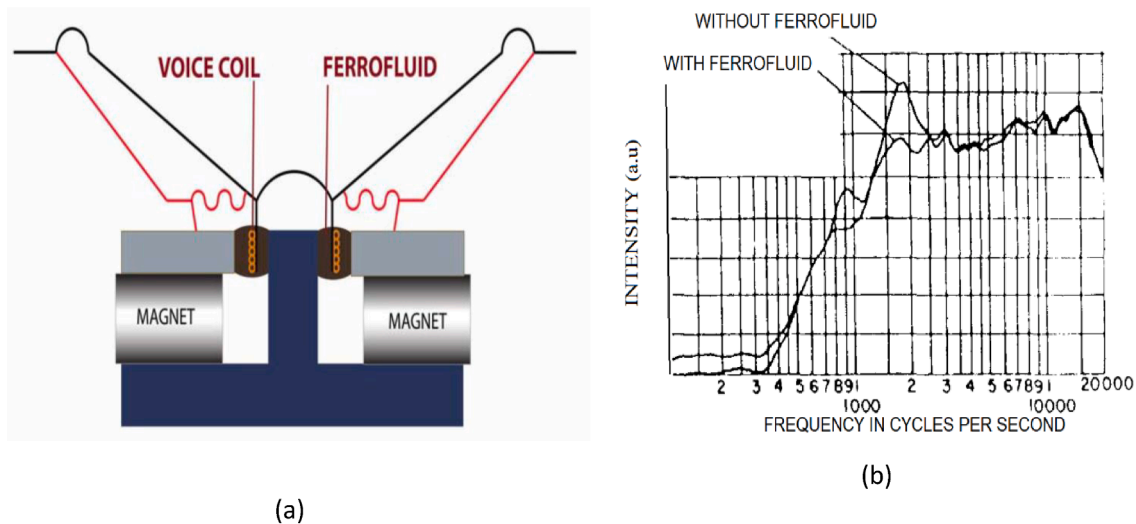 VOICE COIL
FERROFLUID
MAGNET
MAGNET
(a)
WITHOUT FERROFLUID
WITH FERROFLUID
INTENSITY (a.u)
2 3 4 5 6 7 8 9 1 2 3 4 5 6 7 8 9 1 20000
1000 10000
FREQUENCY IN CYCLES PER SECOND
(b)